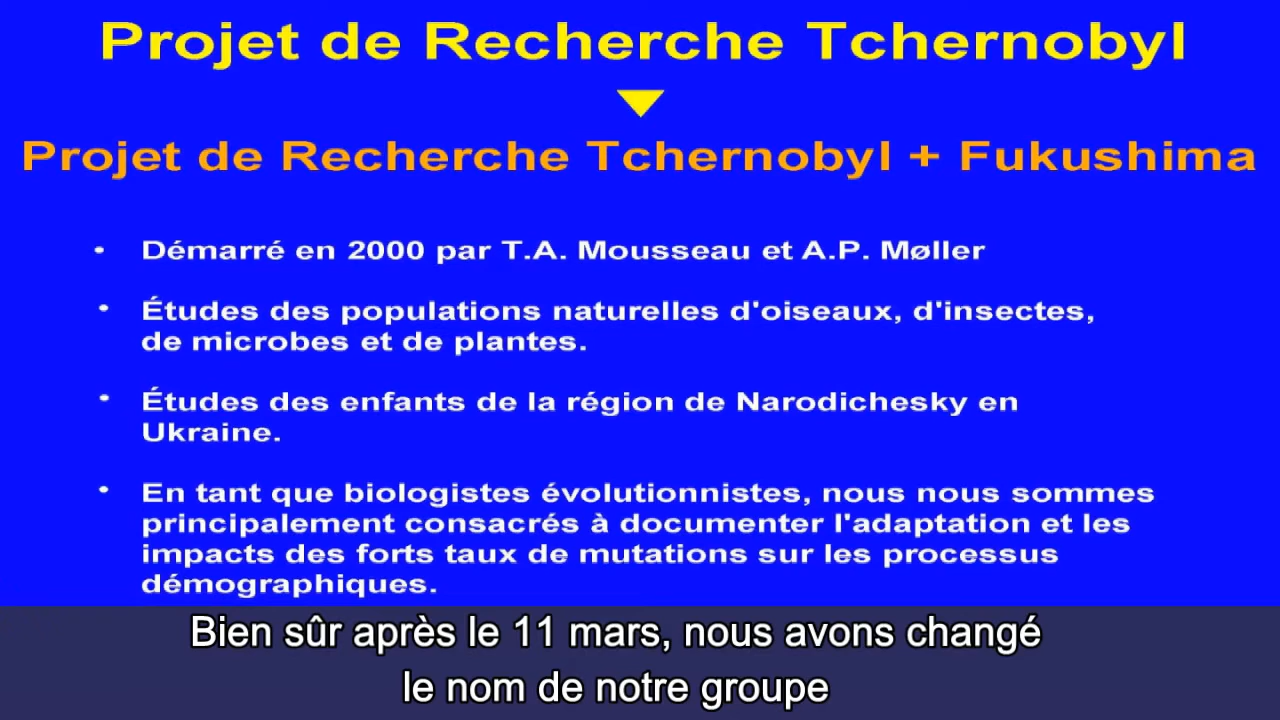 Projet de Recherche Tchernobyl
Projet de Recherche Tchernobyl + Fukushima
• Démarré en 2000 par T.A. Mousseau et A.P. Møller
• Études des populations naturelles d'oiseaux, d'insectes,
de microbes et de plantes.
• Études des enfants de la région de Narodichesky en
Ukraine.
• En tant que biologistes évolutionnistes, nous nous sommes
principalement consacrés à documenter l'adaptation et les
impacts des forts taux de mutations sur les processus
démographiques.
Bien sûr après le 11 mars, nous avons changé
le nom de notre groupe